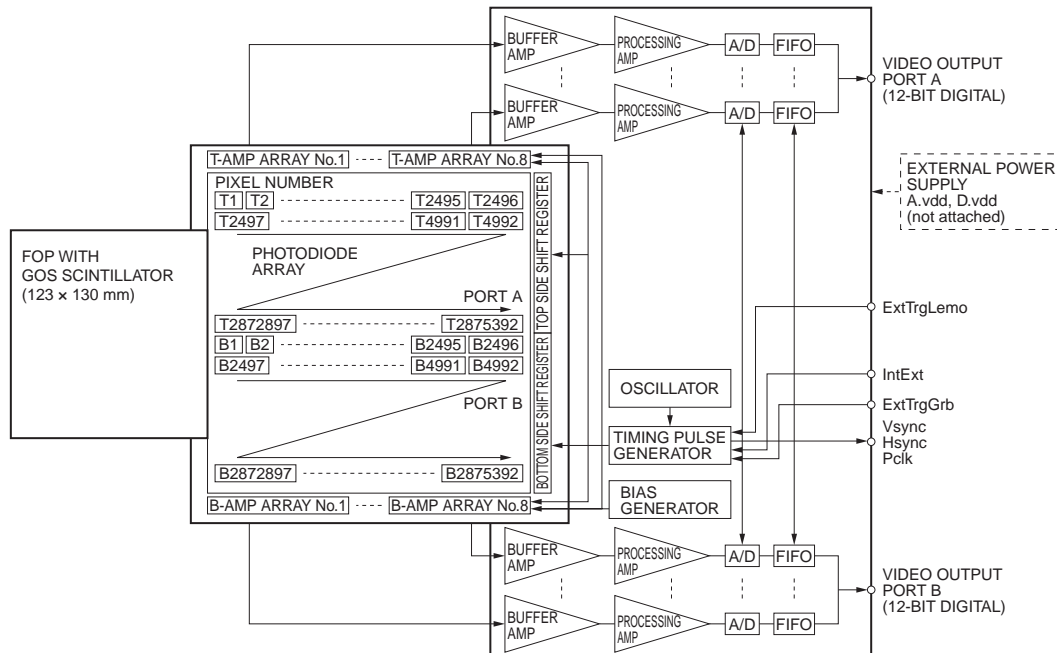 BUFFER
AMP
PROCESSING
AMP
A/D
FIFO
VIDEO OUTPUT
PORT A
(12-BIT DIGITAL)
BUFFER
AMP
PROCESSING
AMP
A/D
FIFO
T-AMP ARRAY No.1
T-AMP ARRAY No.8
EXTERNAL POWER
SUPPLY
A.vdd, D.vdd
(not attached)
PIXEL NUMBER
T1
T2
T2495
T2496
T2497
T4991
T4992
TOP SIDE SHIFT REGISTER
FOP WITH
GOS SCINTILLATOR
(123 × 130 mm)
PHOTODIODE
ARRAY
PORT A
T2872897
T2875392
ExtTrgLemo
B1
B2
B2495
B2496
B2497
B4991
B4992
BOTTOM SIDE SHIFT REGISTER
IntExt
OSCILLATOR
PORT B
ExtTrgGrb
TIMING PULSE
GENERATOR
Vsync
Hsync
Pclk
B2872897
B2875392
BIAS
GENERATOR
B-AMP ARRAY No.1
B-AMP ARRAY No.8
BUFFER
AMP
PROCESSING
AMP
A/D
FIFO
VIDEO OUTPUT
PORT B
(12-BIT DIGITAL)
BUFFER
AMP
PROCESSING
AMP
A/D
FIFO